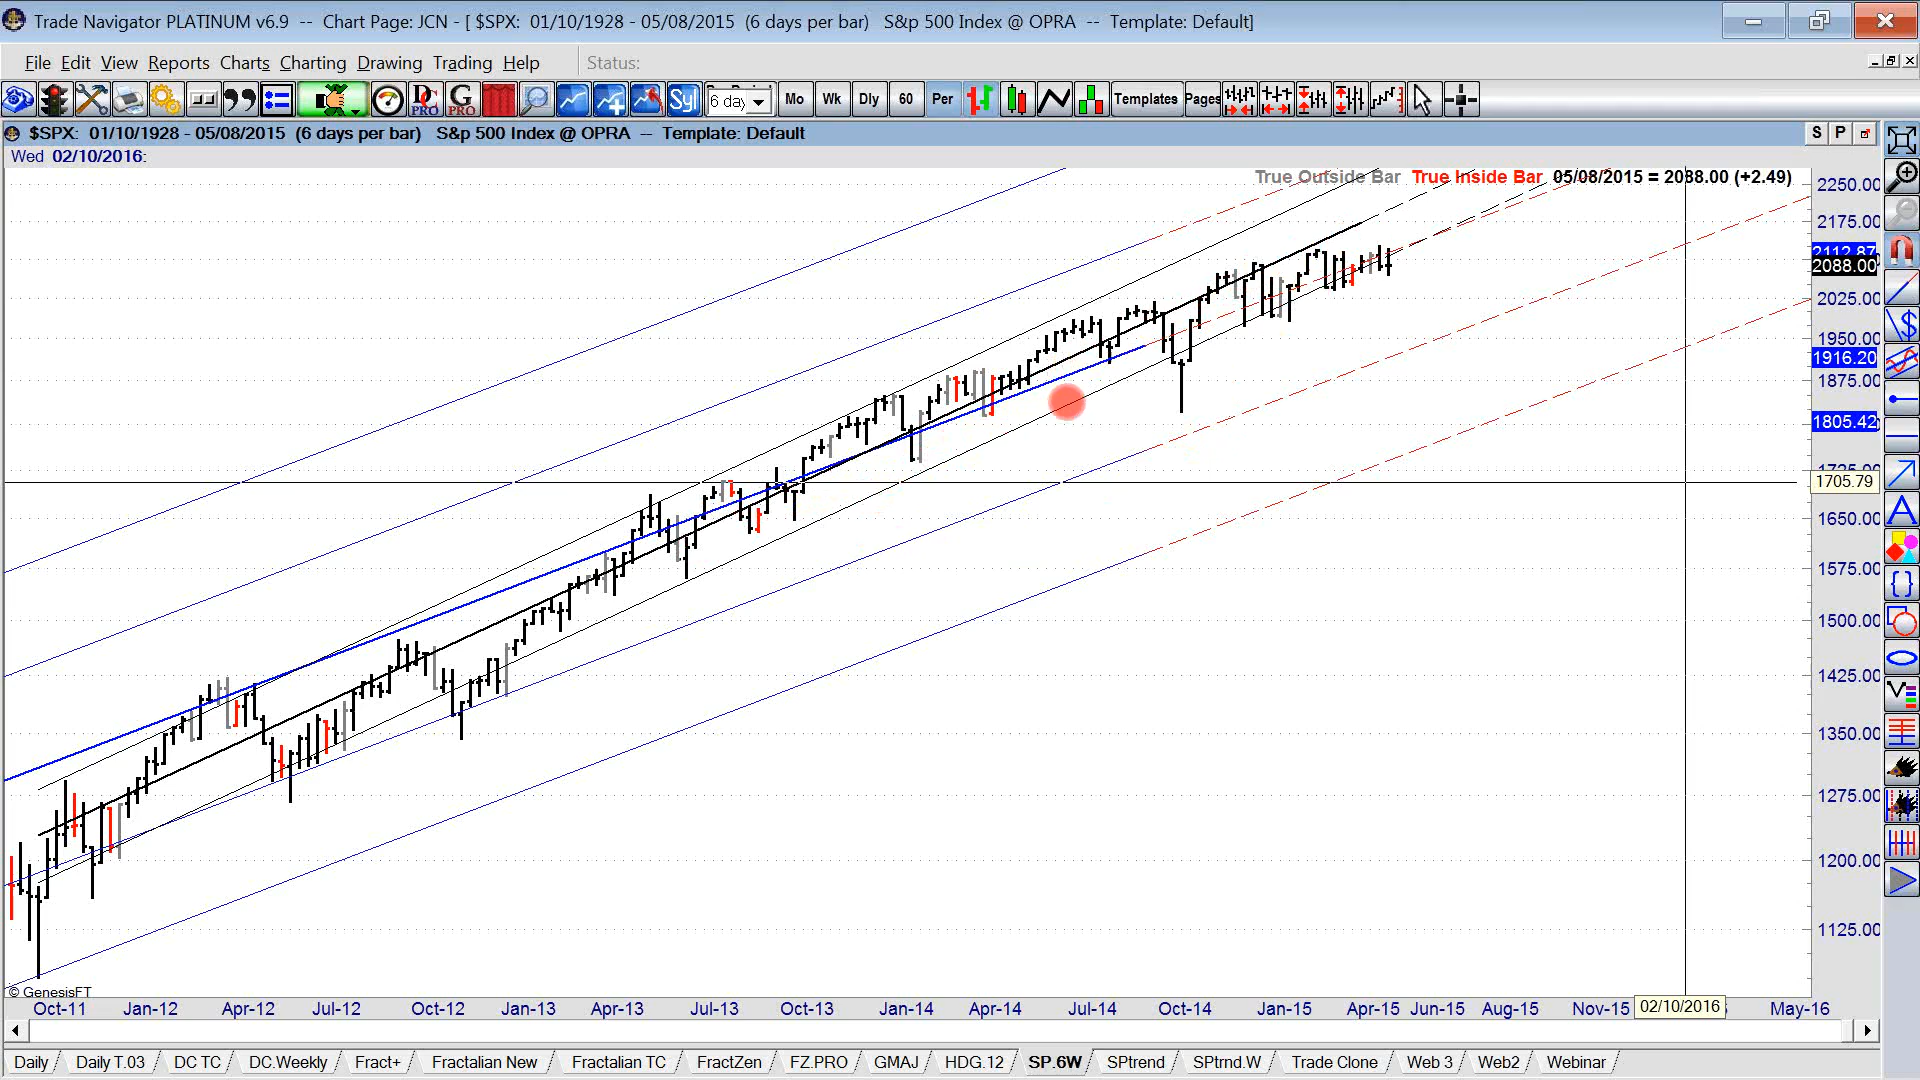 Trade Navigator PLATINUM v6.9 -- Chart Page: JCN - [ $SPX: 01/10/1928 - 05/08/2015 (6 days per bar) S&p 500 Index @ OPRA -- Template: Default]
File Edit View Reports Charts Charting Drawing Trading Help Status:
DC PRO G PRO Syl 6 day Mo Wk Dly 60 Per Templates Pages
$SPX: 01/10/1928 - 05/08/2015 (6 days per bar) S&p 500 Index @ OPRA -- Template: Default S P
Wed 02/10/2016:
True Outside Bar True Inside Bar 05/08/2015 = 2088.00 (+2.49)
2250.00
2175.00
2112.87
2088.00
2025.00
1950.00
1916.20
1875.00
1805.42
1725.00
1705.79
1650.00
1575.00
1500.00
1425.00
1350.00
1275.00
1200.00
1125.00
© GenesisFT
Oct-11 Jan-12 Apr-12 Jul-12 Oct-12 Jan-13 Apr-13 Jul-13 Oct-13 Jan-14 Apr-14 Jul-14 Oct-14 Jan-15 Apr-15 Jun-15 Aug-15 Nov-15 02/10/2016 May-16
Daily Daily T.03 DC TC DC.Weekly Fract+ Fractalian New Fractalian TC FractZen FZ.PRO GMAJ HDG.12 SP.6W SPtrend SPtrnd.W Trade Clone Web 3 Web2 Webinar